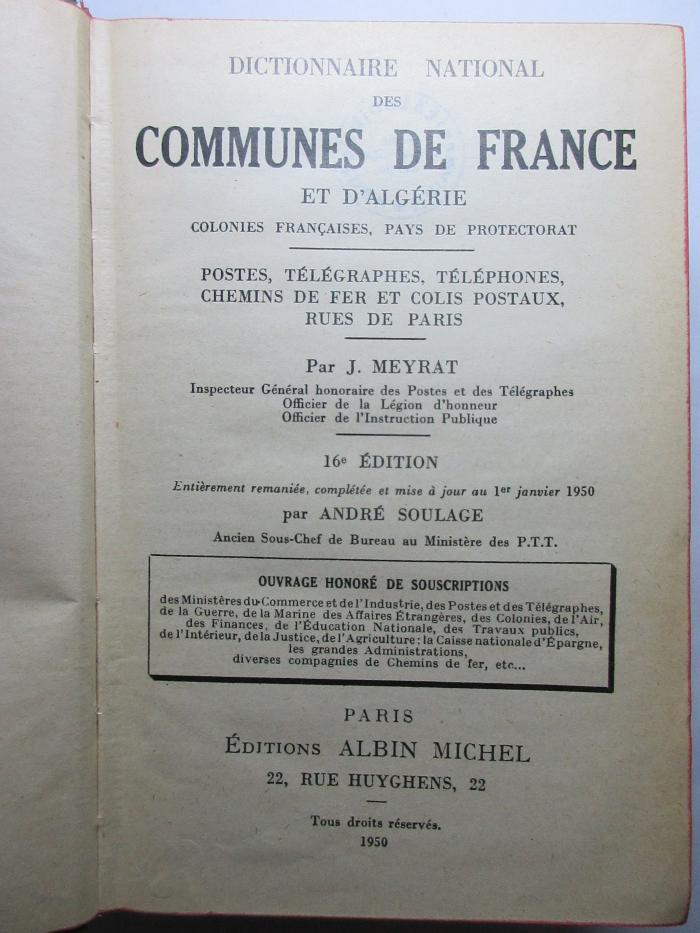 DICTIONNAIRE NATIONAL
DES
COMMUNES DE FRANCE
ET D'ALGÉRIE
COLONIES FRANÇAISES, PAYS DE PROTECTORAT
POSTES, TÉLÉGRAPHES, TÉLÉPHONES,
CHEMINS DE FER ET COLIS POSTAUX,
RUES DE PARIS
Par J. MEYRAT
Inspecteur Général honoraire des Postes et des Télégraphes
Officier de la Légion d'honneur
Officier de l'Instruction Publique
16e ÉDITION
Entièrement remaniée, complétée et mise à jour au 1er janvier 1950
par ANDRÉ SOULAGE
Ancien Sous-Chef de Bureau au Ministère des P.T.T.
OUVRAGE HONORÉ DE SOUSCRIPTIONS
des Ministères du Commerce et de l'Industrie, des Postes et des Télégraphes,
de la Guerre, de la Marine des Affaires Étrangères, des Colonies, de l'Air,
des Finances, de l'Éducation Nationale, des Travaux publics,
de l'Intérieur, de la Justice, de l'Agriculture : la Caisse nationale d'Épargne,
les grandes Administrations,
diverses compagnies de Chemins de fer, etc...
PARIS
ÉDITIONS ALBIN MICHEL
22, RUE HUYGHENS, 22
Tous droits réservés.
1950